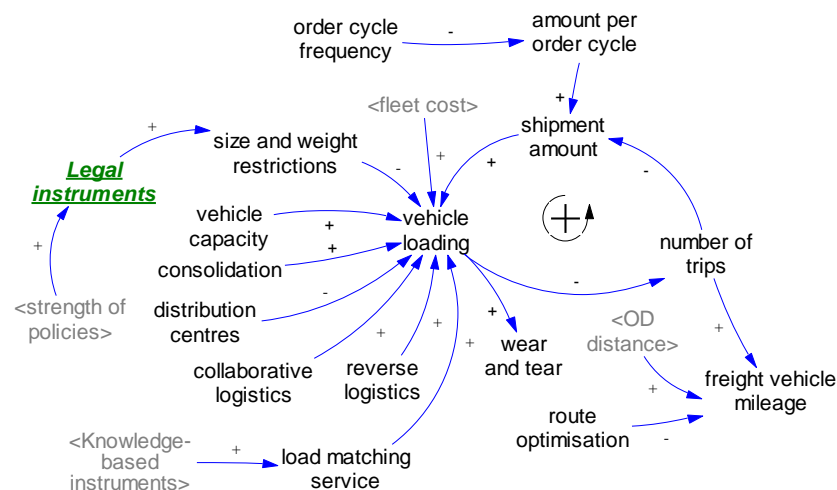 order cycle
frequency
-
amount per
order cycle
+
<fleet cost>
shipment
amount
+
size and weight
restrictions
-
+
+
-
Legal
instruments
vehicle
capacity
+
vehicle
loading
+
number of
trips
+
consolidation
+
-
-
<strength of
policies>
distribution
centres
+
+
+
+
wear
and tear
<OD
distance>
+
collaborative
logistics
reverse
logistics
+
freight vehicle
mileage
route
optimisation
-
<Knowledge-
based
instruments>
+
load matching
service